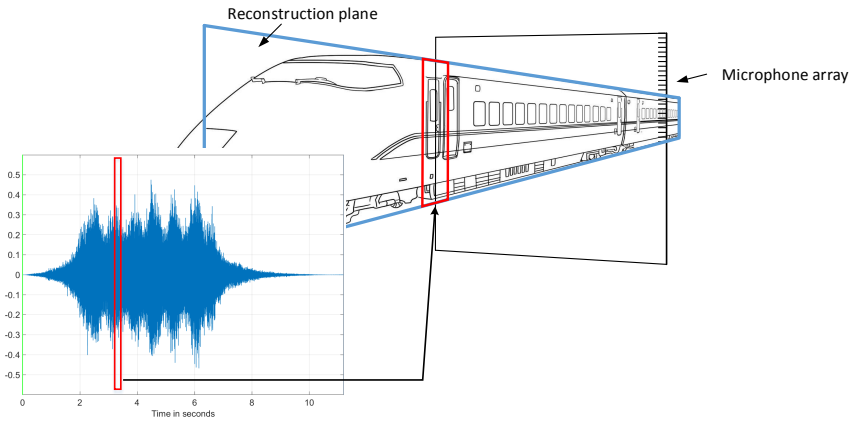 Reconstruction plane
Microphone array
0.5
0.4
0.3
0.2
0.1
0
-0.1
-0.2
-0.3
-0.4
-0.5
0 2 4 6 8 10
Time in seconds